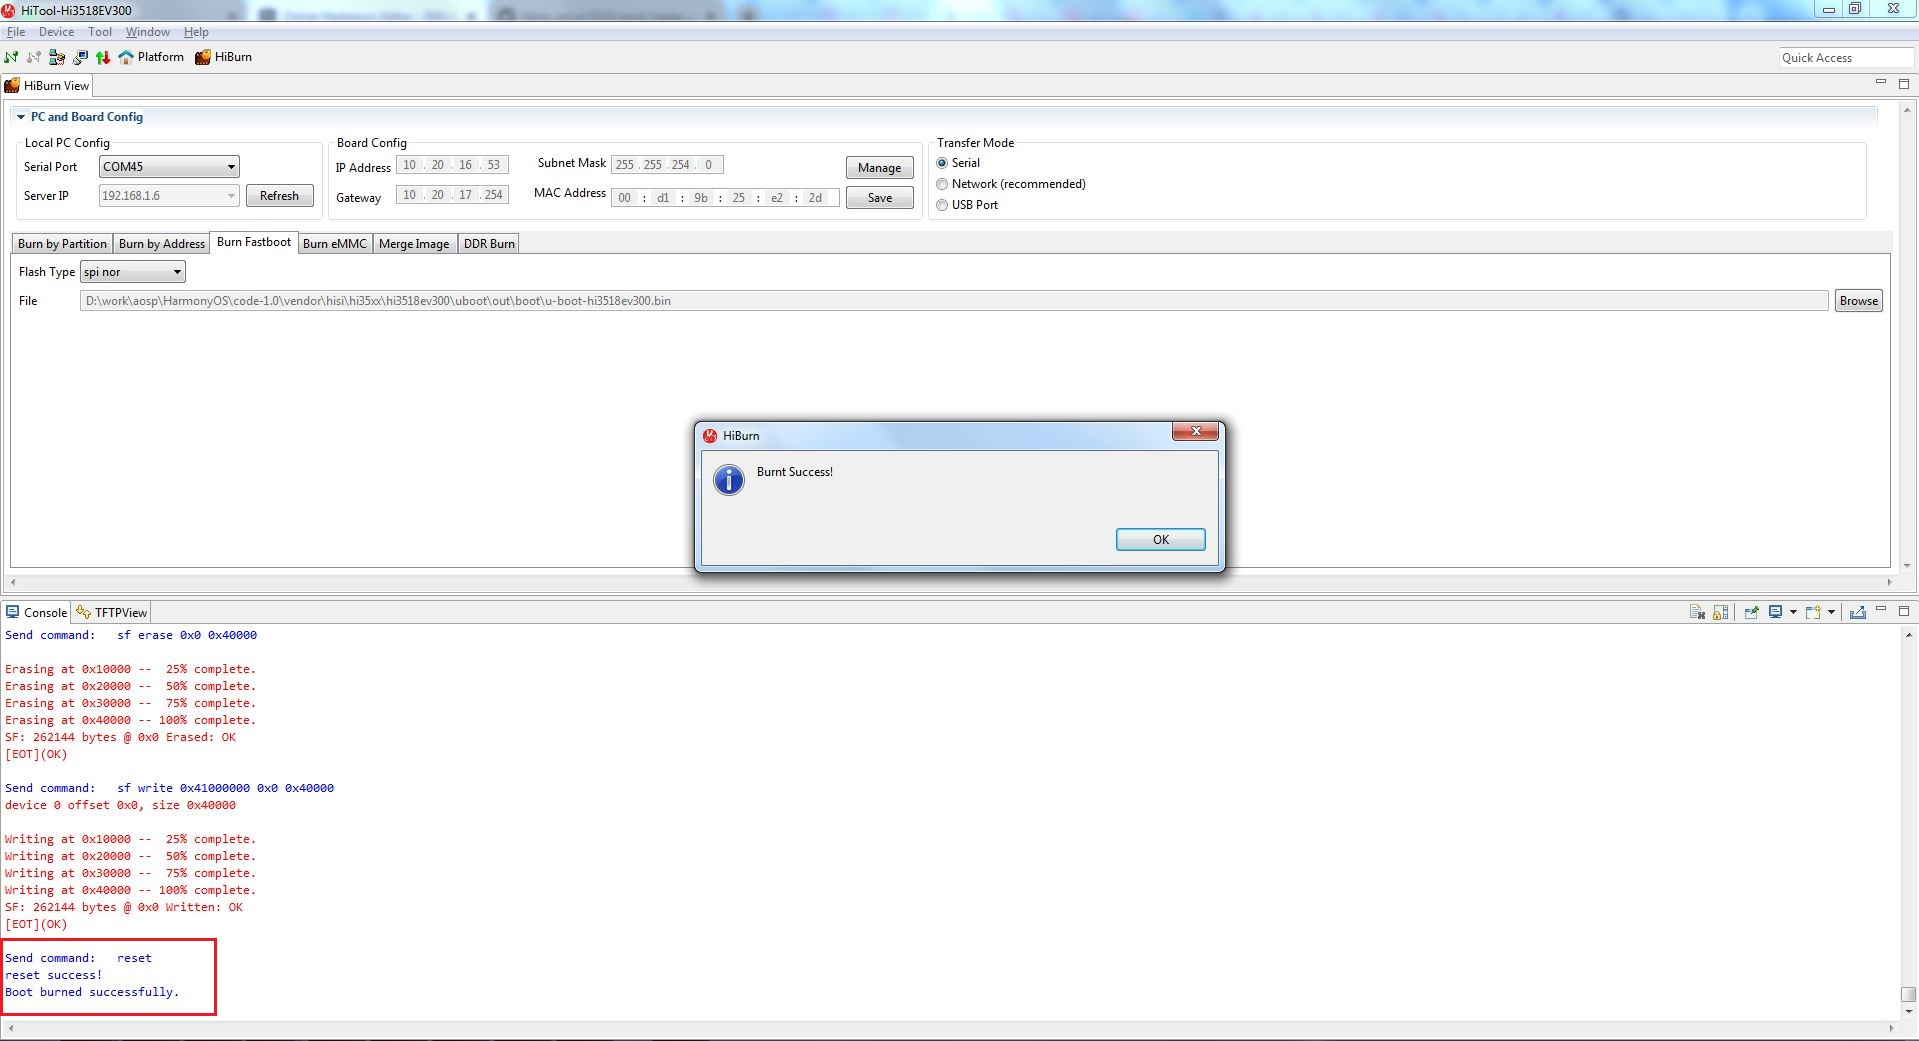 HiTool-Hi3518EV300
File Device Tool Window Help
Platform HiBurn Quick Access
HiBurn View
PC and Board Config
Local PC Config
Serial Port COM45
Server IP 192.168.1.6 Refresh
Board Config
IP Address 10 . 20 . 16 . 53 Subnet Mask 255 . 255 . 254 . 0 Manage
Gateway 10 . 20 . 17 . 254 MAC Address 00 : d1 : 9b : 25 : e2 : 2d Save
Transfer Mode
Serial
Network (recommended)
USB Port
Burn by Partition Burn by Address Burn Fastboot Burn eMMC Merge Image DDR Burn
Flash Type spi nor
File D:\work\aosp\HarmonyOS\code-1.0\vendor\hisi\hi35xx\hi3518ev300\uboot\out\boot\u-boot-hi3518ev300.bin Browse
HiBurn
Burnt Success!
OK
Console TFTPView
Send command: sf erase 0x0 0x40000
Erasing at 0x10000 -- 25% complete.
Erasing at 0x20000 -- 50% complete.
Erasing at 0x30000 -- 75% complete.
Erasing at 0x40000 -- 100% complete.
SF: 262144 bytes @ 0x0 Erased: OK
[EOT](OK)
Send command: sf write 0x41000000 0x0 0x40000
device 0 offset 0x0, size 0x40000
Writing at 0x10000 -- 25% complete.
Writing at 0x20000 -- 50% complete.
Writing at 0x30000 -- 75% complete.
Writing at 0x40000 -- 100% complete.
SF: 262144 bytes @ 0x0 Written: OK
[EOT](OK)
Send command: reset
reset success!
Boot burned successfully.